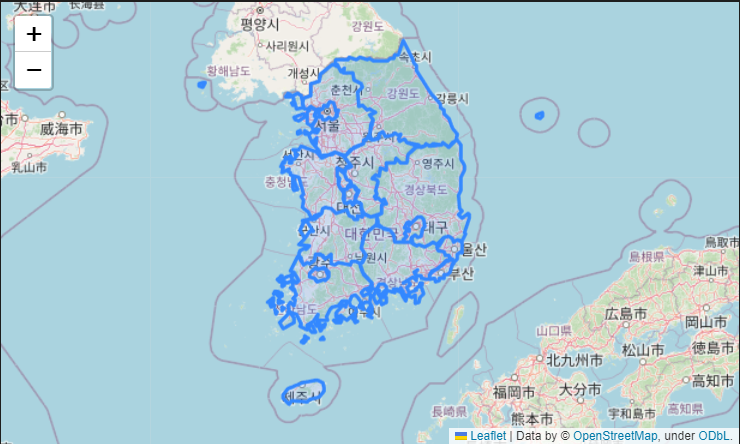 大连市
长海县
평양시
강원도
+
사리원시
−
황해남도
개성시
속초시
춘천시
강원도
강릉시
威海市
서울
乳山市
서산시
청주시
영주시
충청남도
경상북도
대전
대한민국
대구
울산
남원시
부산
광주
鳥取市
島根県
津山市
제주시
広島市
岡山市
山口県
北九州市
松山市
徳島市
福岡市
大分市
高知市
長崎県
熊本市
宇和島市
高知県
Leaflet | Data by © OpenStreetMap, under ODbL.